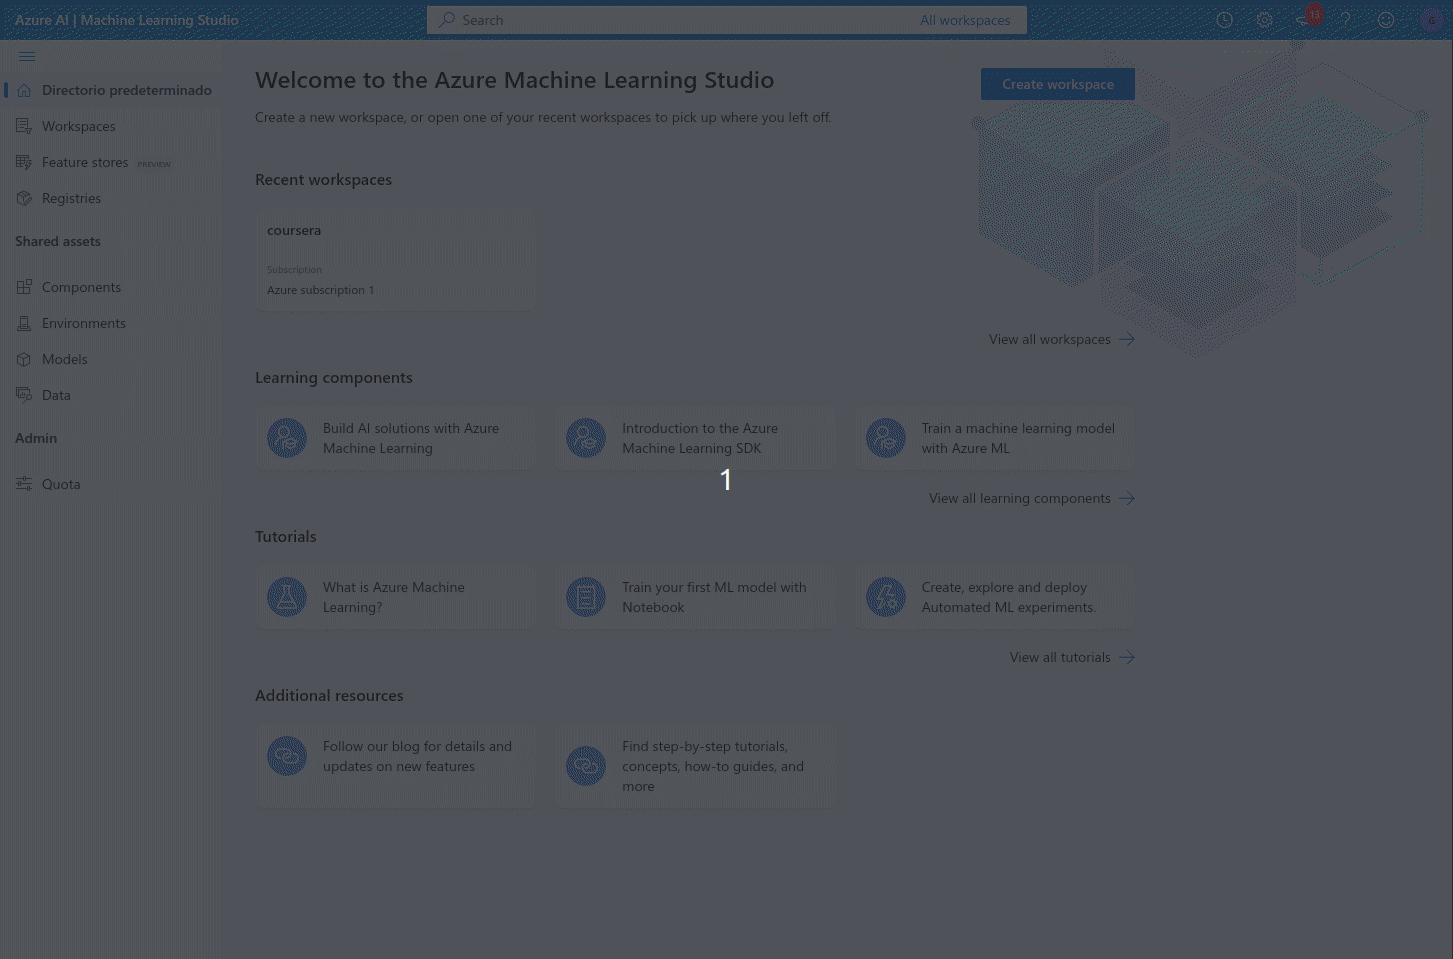 Azure AI | Machine Learning Studio
Search
All workspaces
13
G
Directorio predeterminado
Workspaces
Feature stores PREVIEW
Registries
Shared assets
Components
Environments
Models
Data
Admin
Quota
Welcome to the Azure Machine Learning Studio
Create workspace
Create a new workspace, or open one of your recent workspaces to pick up where you left off.
Recent workspaces
coursera
Subscription
Azure subscription 1
View all workspaces
Learning components
Build AI solutions with Azure
Machine Learning
Introduction to the Azure
Machine Learning SDK
Train a machine learning model
with Azure ML
1
View all learning components
Tutorials
What is Azure Machine
Learning?
Train your first ML model with
Notebook
Create, explore and deploy
Automated ML experiments.
View all tutorials
Additional resources
Follow our blog for details and
updates on new features
Find step-by-step tutorials,
concepts, how-to guides, and
more